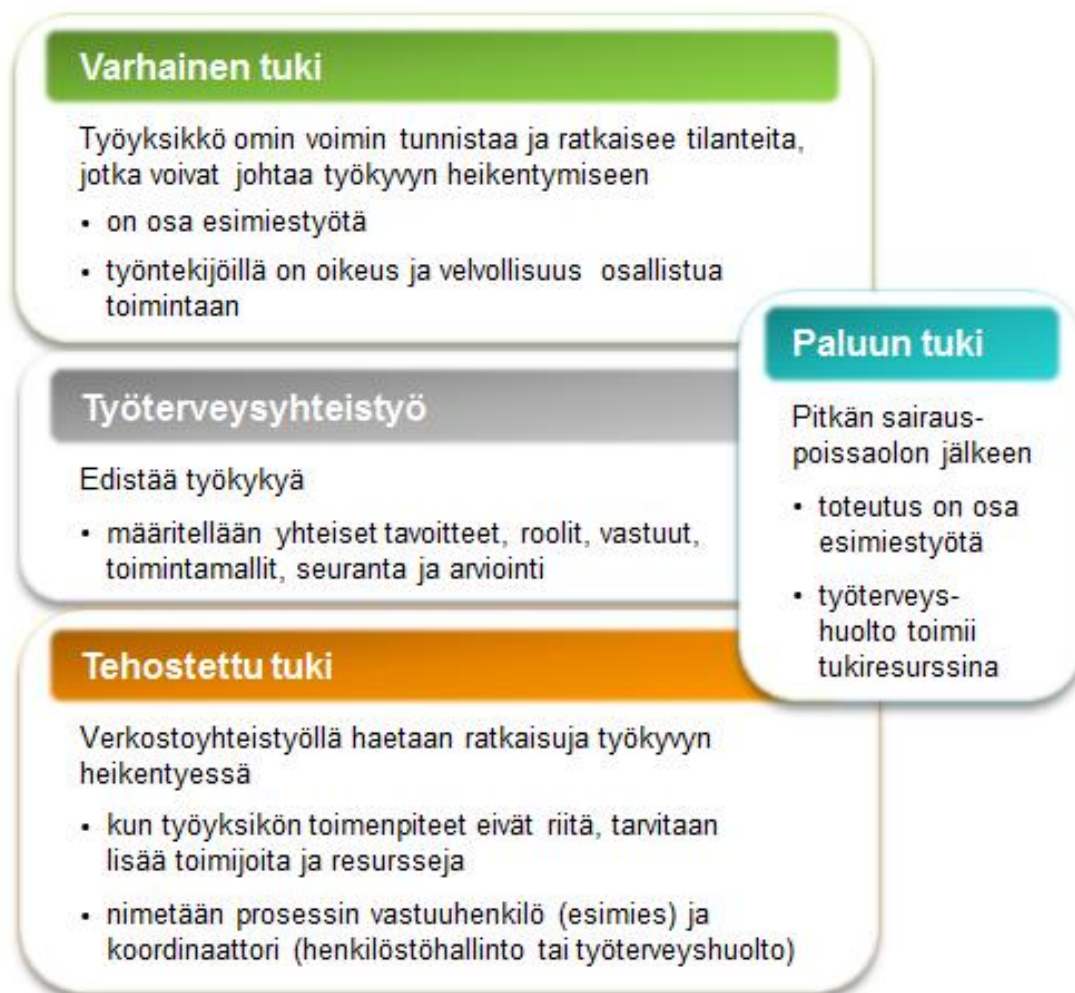 Varhainen tuki
Työyksikkö omin voimin tunnistaa ja ratkaisee tilanteita,
jotka voivat johtaa työkyvyn heikentymiseen
• on osa esimiestyötä
• työntekijöillä on oikeus ja velvollisuus osallistua
toimintaan
Työterveysyhteistyö
Edistää työkykyä
• määritellään yhteiset tavoitteet, roolit, vastuut,
toimintamallit, seuranta ja arviointi
Tehostettu tuki
Verkostoyhteistyöllä haetaan ratkaisuja työkyvyn
heikentyessä
• kun työyksikön toimenpiteet eivät riitä, tarvitaan
lisää toimijoita ja resursseja
• nimetään prosessin vastuuhenkilö (esimies) ja
koordinaattori (henkilöstöhallinto tai työterveyshuolto)
Paluun tuki
Pitkän sairaus-
poissaolon jälkeen
• toteutus on osa
esimiestyötä
• työterveys-
huolto toimii
tukiresurssina